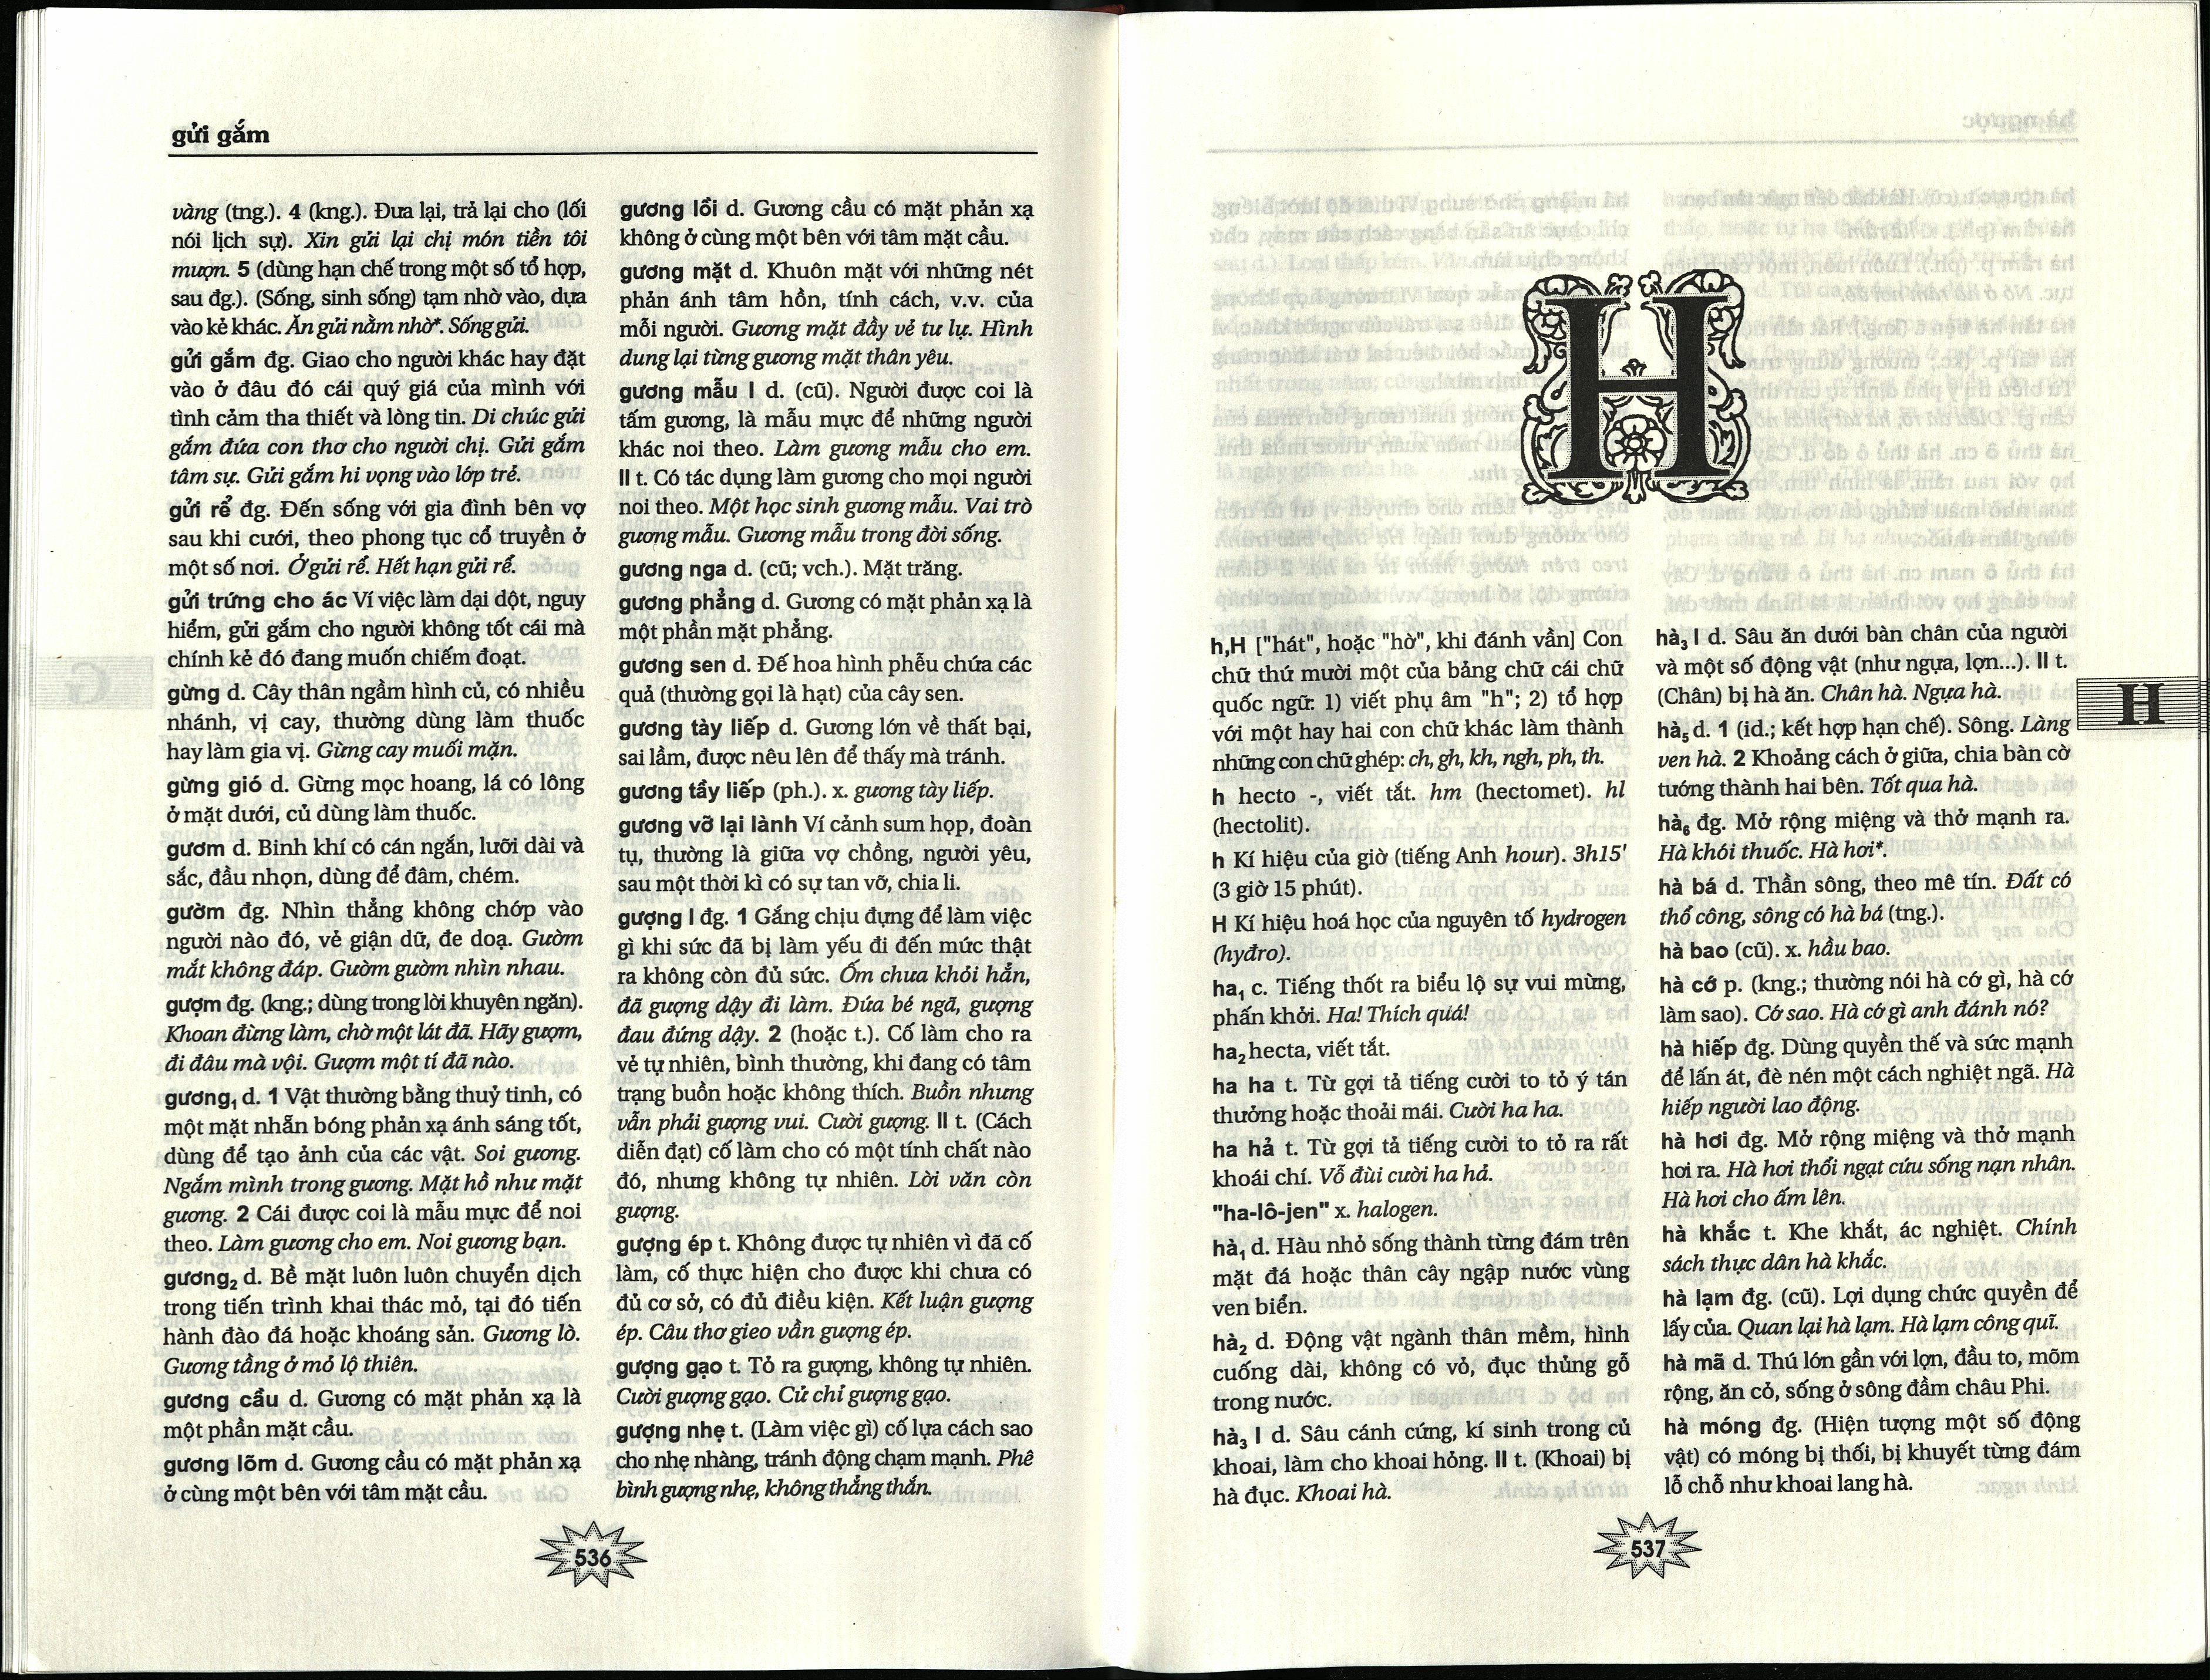 gửi gắm
vàng (tng.). 4 (kng.). Đưa lại, trả lại cho (lối
nói lịch sự). Xin gửi lại chị món tiền tôi
mượn. 5 (dùng hạn chế trong một số tổ hợp,
sau đg.). (Sống, sinh sống) tạm nhờ vào, dựa
vào kẻ khác. Ăn gửi nằm nhờ*. Sống gửi.
gửi gắm đg. Giao cho người khác hay đặt
vào ở đâu đó cái quý giá của mình với
tình cảm tha thiết và lòng tin. Di chúc gửi
gắm đứa con thơ cho người chị. Gửi gắm
tâm sự. Gửi gắm hi vọng vào lớp trẻ.
gửi rể đg. Đến sống với gia đình bên vợ
sau khi cưới, theo phong tục cổ truyền ở
một số nơi. Ở gửi rể. Hết hạn gửi rể.
gửi trứng cho ác Ví việc làm dại dột, nguy
hiểm, gửi gắm cho người không tốt cái mà
chính kẻ đó đang muốn chiếm đoạt.
gừng d. Cây thân ngầm hình củ, có nhiều
nhánh, vị cay, thường dùng làm thuốc
hay làm gia vị. Gừng cay muối mặn.
gừng gió d. Gừng mọc hoang, lá có lông
ở mặt dưới, củ dùng làm thuốc.
gươm d. Binh khí có cán ngắn, lưỡi dài và
sắc, đầu nhọn, dùng để đâm, chém.
gườm đg. Nhìn thẳng không chớp vào
người nào đó, vẻ giận dữ, đe doạ. Gườm
mắt không đáp. Gườm gườm nhìn nhau.
gượm đg. (kng.; dùng trong lời khuyên ngăn).
Khoan đừng làm, chờ một lát đã. Hãy gượm,
đi đâu mà vội. Gượm một tí đã nào.
gương₁ d. 1 Vật thường bằng thuỷ tinh, có
một mặt nhẵn bóng phản xạ ánh sáng tốt,
dùng để tạo ảnh của các vật. Soi gương.
Ngắm mình trong gương. Mặt hồ như mặt
gương. 2 Cái được coi là mẫu mực để noi
theo. Làm gương cho em. Noi gương bạn.
gương₂ d. Bề mặt luôn luôn chuyển dịch
trong tiến trình khai thác mỏ, tại đó tiến
hành đào đá hoặc khoáng sản. Gương lò.
Gương tầng ở mỏ lộ thiên.
gương cầu d. Gương có mặt phản xạ là
một phần mặt cầu.
gương lõm d. Gương cầu có mặt phản xạ
ở cùng một bên với tâm mặt cầu.
gương lồi d. Gương cầu có mặt phản xạ
không ở cùng một bên với tâm mặt cầu.
gương mặt d. Khuôn mặt với những nét
phản ánh tâm hồn, tính cách, v.v. của
mỗi người. Gương mặt đầy vẻ tư lự. Hình
dung lại từng gương mặt thân yêu.
gương mẫu I d. (cũ). Người được coi là
tấm gương, là mẫu mực để những người
khác noi theo. Làm gương mẫu cho em.
II t. Có tác dụng làm gương cho mọi người
noi theo. Một học sinh gương mẫu. Vai trò
gương mẫu. Gương mẫu trong đời sống.
gương nga d. (cũ; vch.). Mặt trăng.
gương phẳng d. Gương có mặt phản xạ là
một phần mặt phẳng.
gương sen d. Đế hoa hình phễu chứa các
quả (thường gọi là hạt) của cây sen.
gương tày liếp d. Gương lớn về thất bại,
sai lầm, được nêu lên để thấy mà tránh.
gương tầy liếp (ph.). x. gương tày liếp.
gương vỡ lại lành Ví cảnh sum họp, đoàn
tụ, thường là giữa vợ chồng, người yêu,
sau một thời kì có sự tan vỡ, chia li.
gượng I đg. 1 Gắng chịu đựng để làm việc
gì khi sức đã bị làm yếu đi đến mức thật
ra không còn đủ sức. Ốm chưa khỏi hẳn,
đã gượng dậy đi làm. Đứa bé ngã, gượng
đau đứng dậy. 2 (hoặc t.). Cố làm cho ra
vẻ tự nhiên, bình thường, khi đang có tâm
trạng buồn hoặc không thích. Buồn nhưng
vẫn phải gượng vui. Cười gượng. II t. (Cách
diễn đạt) cố làm cho có một tính chất nào
đó, nhưng không tự nhiên. Lời văn còn
gượng.
gượng ép t. Không được tự nhiên vì đã cố
làm, cố thực hiện cho được khi chưa có
đủ cơ sở, có đủ điều kiện. Kết luận gượng
ép. Câu thơ gieo vần gượng ép.
gượng gạo t. Tỏ ra gượng, không tự nhiên.
Cười gượng gạo. Cử chỉ gượng gạo.
gượng nhẹ t. (Làm việc gì) cố lựa cách sao
cho nhẹ nhàng, tránh động chạm mạnh. Phê
bình gượng nhẹ, không thẳng thắn.
536
H
h,H ["hát", hoặc "hờ", khi đánh vần] Con
chữ thứ mười một của bảng chữ cái chữ
quốc ngữ: 1) viết phụ âm "h"; 2) tổ hợp
với một hay hai con chữ khác làm thành
những con chữ ghép: ch, gh, kh, ngh, ph, th.
h hecto -, viết tắt. hm (hectomet). hl
(hectolit).
h Kí hiệu của giờ (tiếng Anh hour). 3h15'
(3 giờ 15 phút).
H Kí hiệu hoá học của nguyên tố hydrogen
(hyđro).
ha₁ c. Tiếng thốt ra biểu lộ sự vui mừng,
phấn khởi. Ha! Thích quá!
ha₂ hecta, viết tắt.
ha ha t. Từ gợi tả tiếng cười to tỏ ý tán
thưởng hoặc thoải mái. Cười ha ha.
ha hả t. Từ gợi tả tiếng cười to tỏ ra rất
khoái chí. Vỗ đùi cười ha hả.
"ha-lô-jen" x. halogen.
hà₁ d. Hàu nhỏ sống thành từng đám trên
mặt đá hoặc thân cây ngập nước vùng
ven biển.
hà₂ d. Động vật ngành thân mềm, hình
cuống dài, không có vỏ, đục thủng gỗ
trong nước.
hà₃ I d. Sâu cánh cứng, kí sinh trong củ
khoai, làm cho khoai hỏng. II t. (Khoai) bị
hà đục. Khoai hà.
hà₃ I d. Sâu ăn dưới bàn chân của người
và một số động vật (như ngựa, lợn...). II t.
(Chân) bị hà ăn. Chân hà. Ngựa hà.
hà₅ d. 1 (id.; kết hợp hạn chế). Sông. Làng
ven hà. 2 Khoảng cách ở giữa, chia bàn cờ
tướng thành hai bên. Tốt qua hà.
hà₆ đg. Mở rộng miệng và thở mạnh ra.
Hà khói thuốc. Hà hơi*.
hà bá d. Thần sông, theo mê tín. Đất có
thổ công, sông có hà bá (tng.).
hà bao (cũ). x. hầu bao.
hà cớ p. (kng.; thường nói hà cớ gì, hà cớ
làm sao). Cớ sao. Hà cớ gì anh đánh nó?
hà hiếp đg. Dùng quyền thế và sức mạnh
để lấn át, đè nén một cách nghiệt ngã. Hà
hiếp người lao động.
hà hơi đg. Mở rộng miệng và thở mạnh
hơi ra. Hà hơi thổi ngạt cứu sống nạn nhân.
Hà hơi cho ấm lên.
hà khắc t. Khe khắt, ác nghiệt. Chính
sách thực dân hà khắc.
hà lạm đg. (cũ). Lợi dụng chức quyền để
lấy của. Quan lại hà lạm. Hà lạm công quĩ.
hà mã d. Thú lớn gần với lợn, đầu to, mõm
rộng, ăn cỏ, sống ở sông đầm châu Phi.
hà móng đg. (Hiện tượng một số động
vật) có móng bị thối, bị khuyết từng đám
lỗ chỗ như khoai lang hà.
H
537